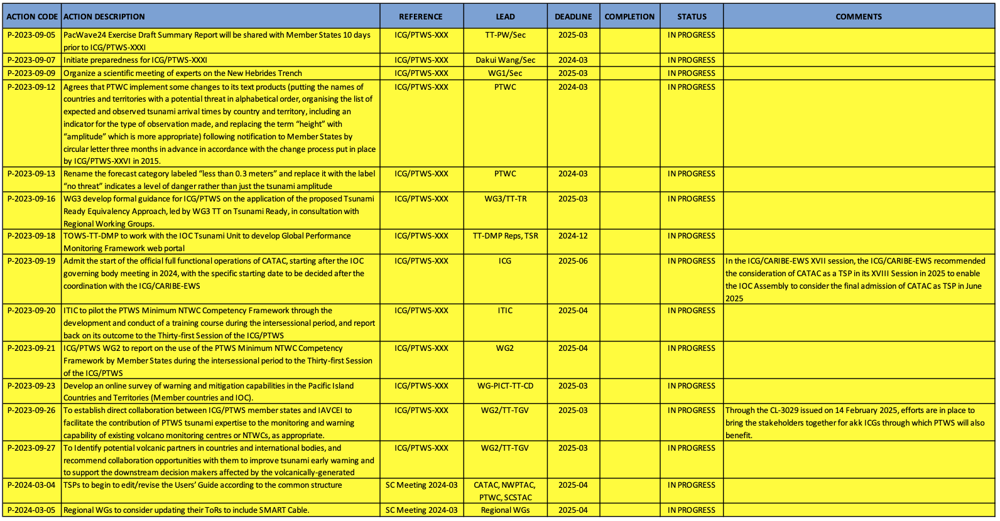 ACTION CODE ACTION DESCRIPTION REFERENCE LEAD DEADLINE COMPLETION STATUS COMMENTS
P-2023-09-05 PacWave24 Exercise Draft Summary Report will be shared with Member States 10 days ICG/PTWS-XXX TT-PW/Sec 2025-03 IN PROGRESS
prior to ICG/PTWS-XXXI
P-2023-09-07 Initiate preparedness for ICG/PTWS-XXXI ICG/PTWS-XXX Dakui Wang/Sec 2024-03 IN PROGRESS
P-2023-09-09 Organize a scientific meeting of experts on the New Hebrides Trench ICG/PTWS-XXX WG1/Sec 2025-03 IN PROGRESS
P-2023-09-12 Agrees that PTWC implement some changes to its text products (putting the names of ICG/PTWS-XXX PTWC 2024-03 IN PROGRESS
countries and territories with a potential threat in alphabetical order, organising the list of
expected and observed tsunami arrival times by country and territory, including an
indicator for the type of observation made, and replacing the term “height” with
“amplitude” which is more appropriate) following notification to Member States by
circular letter three months in advance in accordance with the change process put in place
by ICG/PTWS-XXVI in 2015.
P-2023-09-13 Rename the forecast category labeled “less than 0.3 meters” and replace it with the label ICG/PTWS-XXX PTWC 2024-03 IN PROGRESS
“no threat” indicates a level of danger rather than just the tsunami amplitude
P-2023-09-16 WG3 develop formal guidance for ICG/PTWS on the application of the proposed Tsunami ICG/PTWS-XXX WG3/TT-TR 2025-03 IN PROGRESS
Ready Equivalency Approach, led by WG3 TT on Tsunami Ready, in consultation with
Regional Working Groups.
P-2023-09-18 TOWS-TT-DMP to work with the IOC Tsunami Unit to develop Global Performance ICG/PTWS-XXX TT-DMP Reps, TSR 2024-12 IN PROGRESS
Monitoring Framework web portal
P-2023-09-19 Admit the start of the official full functional operations of CATAC, starting after the IOC ICG/PTWS-XXX ICG 2025-06 IN PROGRESS In the ICG/CARIBE-EWS XVII session, the ICG/CARIBE-EWS recommended
governing body meeting in 2024, with the specific starting date to be decided after the the consideration of CATAC as a TSP in its XVIII Session in 2025 to enable
coordination with the ICG/CARIBE-EWS the IOC Assembly to consider the final admission of CATAC as TSP in June
2025
P-2023-09-20 ITIC to pilot the PTWS Minimum NTWC Competency Framework through the ICG/PTWS-XXX ITIC 2025-04 IN PROGRESS
development and conduct of a training course during the intersessional period, and report
back on its outcome to the Thirty-first Session of the ICG/PTWS
P-2023-09-21 ICG/PTWS WG2 to report on the use of the PTWS Minimum NTWC Competency ICG/PTWS-XXX WG2 2025-04 IN PROGRESS
Framework by Member States during the intersessional period to the Thirty-first Session
of the ICG/PTWS
P-2023-09-23 Develop an online survey of warning and mitigation capabilities in the Pacific Island ICG/PTWS-XXX WG-PICT-TT-CD 2025-03 IN PROGRESS
Countries and Territories (Member countries and IOC).
P-2023-09-26 To establish direct collaboration between ICG/PTWS member states and IAVCEI to ICG/PTWS-XXX WG2/TT-TGV 2025-03 IN PROGRESS Through the CL-3029 issued on 14 February 2025, efforts are in place to
facilitate the contribution of PTWS tsunami expertise to the monitoring and warning bring the stakeholders together for akk ICGs through which PTWS will also
capability of existing volcano monitoring centres or NTWCs, as appropriate. benefit.
P-2023-09-27 To Identify potential volcanic partners in countries and international bodies, and ICG/PTWS-XXX WG2/TT-TGV 2025-03 IN PROGRESS
recommend collaboration opportunities with them to improve tsunami early warning and
to support the downstream decision makers affected by the volcanically-generated
P-2024-03-04 TSPs to begin to edit/revise the Users’ Guide according to the common structure SC Meeting 2024-03 CATAC, NWPTAC, 2025-04 IN PROGRESS
PTWC, SCSTAC
P-2024-03-05 Regional WGs to consider updating their ToRs to include SMART Cable. SC Meeting 2024-03 Regional WGs 2025-04 IN PROGRESS